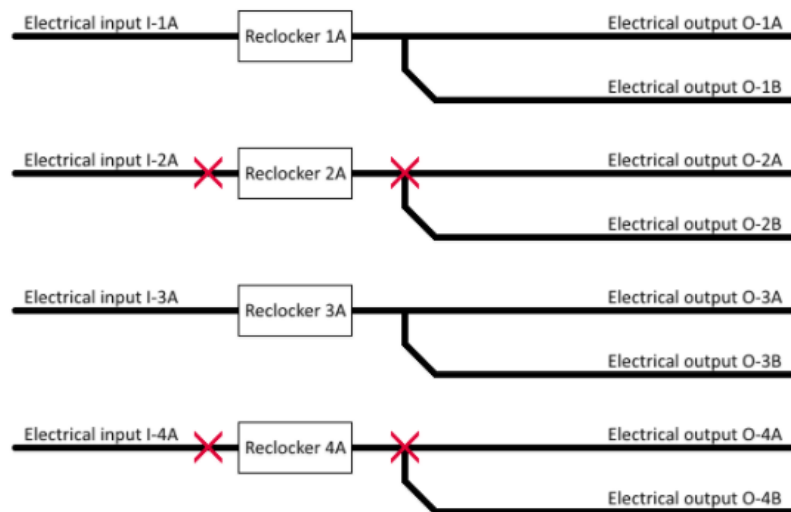 Electrical input I-1A
Reclocker 1A
Electrical output O-1A
Electrical output O-1B
Electrical input I-2A
Reclocker 2A
Electrical output O-2A
Electrical output O-2B
Electrical input I-3A
Reclocker 3A
Electrical output O-3A
Electrical output O-3B
Electrical input I-4A
Reclocker 4A
Electrical output O-4A
Electrical output O-4B